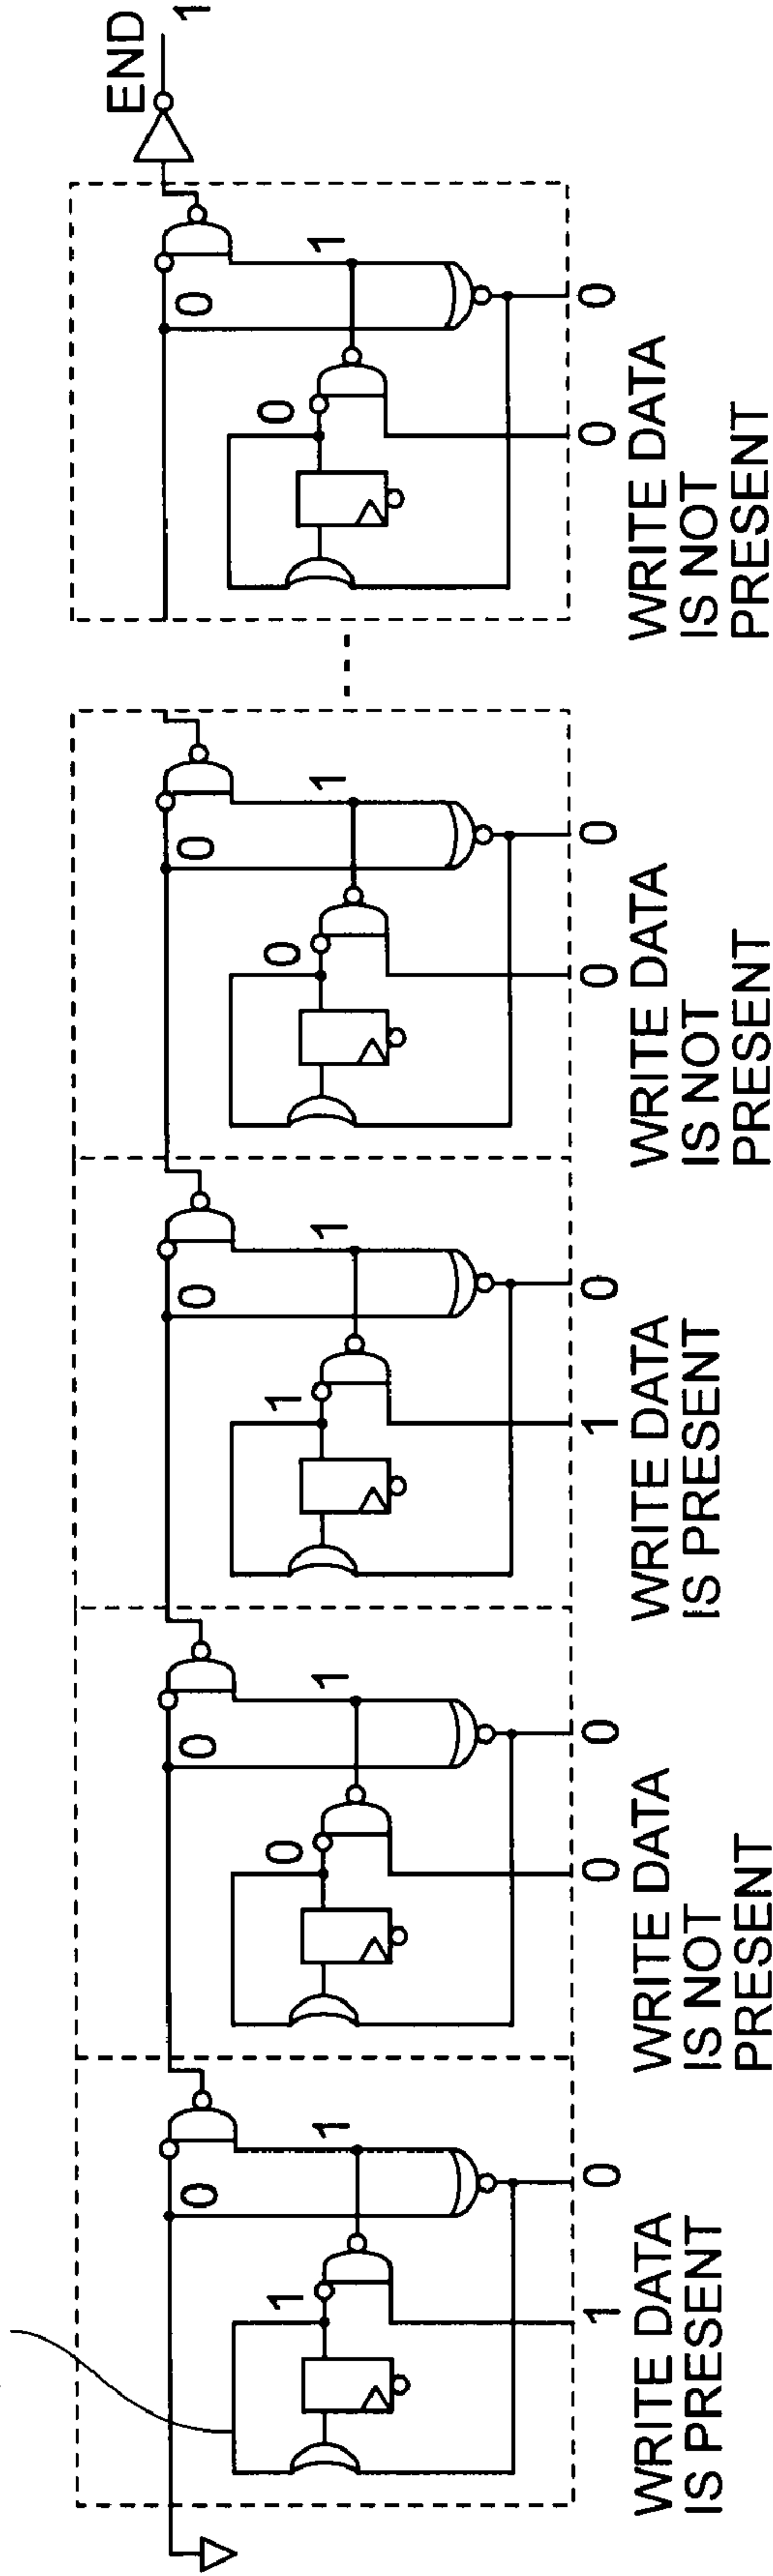 END
0 0 0 0 0 1
1 0 1 0 0
1 1 1 1 1
1 0 0 0 1 0 0 0 0 0
WRITE DATA
IS PRESENT
WRITE DATA
IS NOT
PRESENT
WRITE DATA
IS PRESENT
WRITE DATA
IS NOT
PRESENT
WRITE DATA
IS NOT
PRESENT